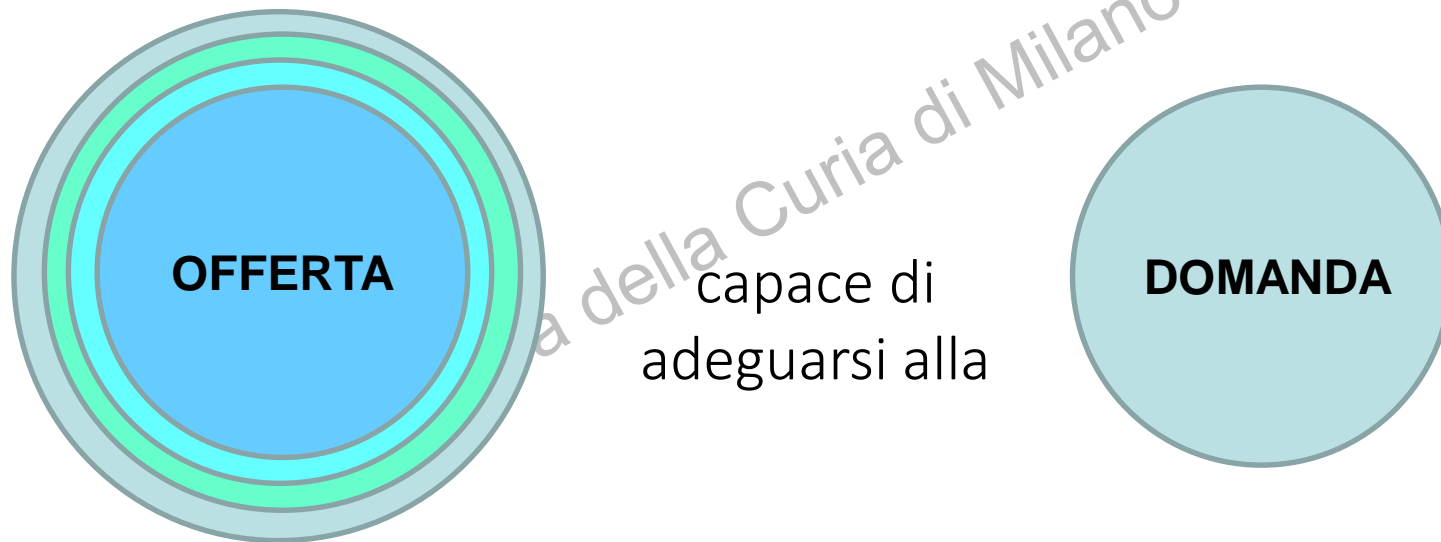 OFFERTA
capace di
adeguarsi alla
DOMANDA
della Curia di Milano